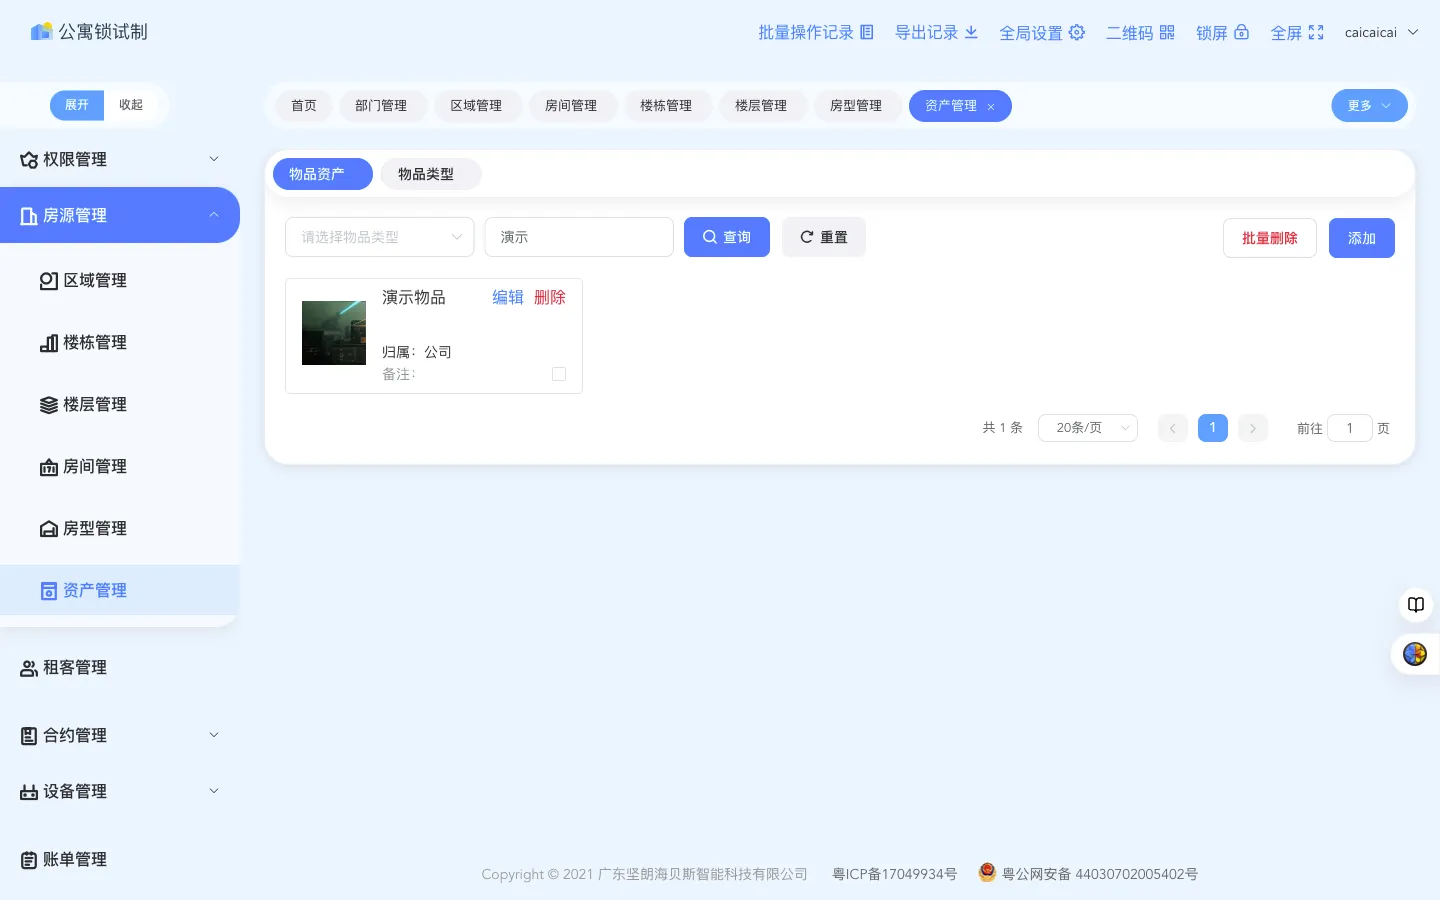 公寓锁试制
批量操作记录 导出记录 全局设置 二维码 锁屏 全屏 caicaicai
展开 收起
首页 部门管理 区域管理 房间管理 楼栋管理 楼层管理 房型管理 资产管理 更多
权限管理
房源管理
区域管理
楼栋管理
楼层管理
房间管理
房型管理
资产管理
租客管理
合约管理
设备管理
账单管理
物品资产 物品类型
请选择物品类型 演示 查询 重置 批量删除 添加
演示物品 编辑 删除
归属：公司
备注：
共 1 条 20条/页 1 前往 1 页
Copyright © 2021 广东坚朗海贝斯智能科技有限公司 粤ICP备17049934号 粤公网安备 44030702005402号